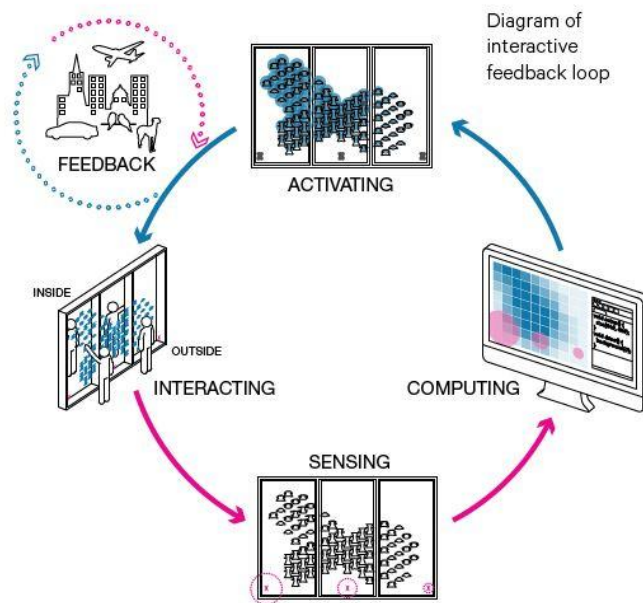 Diagram of
interactive
feedback loop
FEEDBACK
ACTIVATING
INSIDE
OUTSIDE
INTERACTING
COMPUTING
SENSING